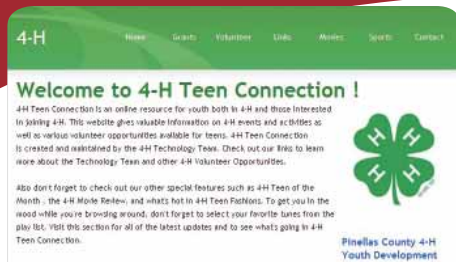 4-H
Home Grants Volunteer Links Movies Sports Contact
Welcome to 4-H Teen Connection !
4-H Teen Connection is an online resource for youth both in 4-H and those interested
in joining 4-H. This website gives valuable information on 4-H events and activities as
well as various volunteer opportunities available for teens. 4-H Teen Connection
is created and maintained by the 4-H Technology Team. Check out our links to learn
more about the Technology Team and other 4-H Volunteer Opportunities.
Also don't forget to check out our other special features such as 4-H Teen of the
Month , the 4-H Movie Review, and what's hot in 4-H Teen Fashions. To get you in the
mood while you're browsing around, don't forget to select your favorite tunes from the
play list. Visit this section for all of the latest updates and to see what's going in 4-H
Teen Connection.
H H
H H
Pinellas County 4-H
Youth Development